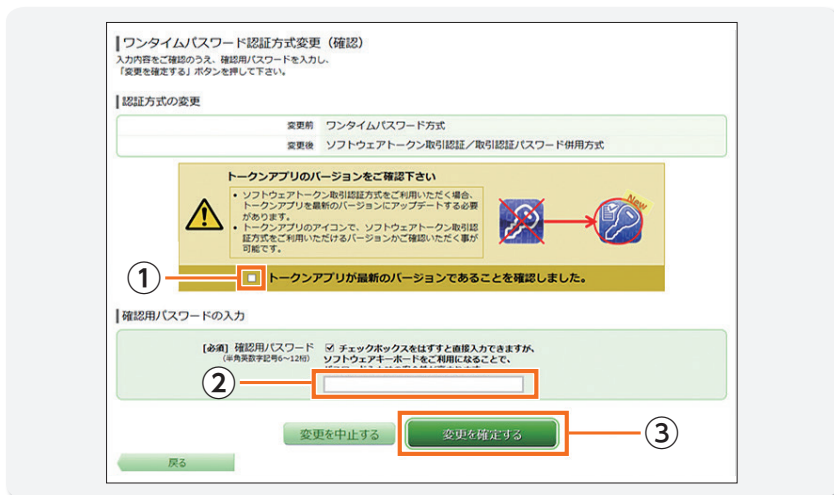 ワンタイムパスワード認証方式変更（確認）
入力内容をご確認のうえ、確認用パスワードを入力し、
「変更を確定する」ボタンを押して下さい。
認証方式の変更
変更前 ワンタイムパスワード方式
変更後 ソフトウェアトークン取引認証／取引認証パスワード併用方式
トークンアプリのバージョンをご確認下さい
• ソフトウェアトークン取引認証方式をご利用いただく場合、
トークンアプリを最新のバージョンにアップデートする必要
があります。
• トークンアプリのアイコンで、ソフトウェアトークン取引認
証方式をご利用いただけるバージョンかご確認いただく事が
可能です。
New
① トークンアプリが最新のバージョンであることを確認しました。
確認用パスワードの入力
[必須] 確認用パスワード チェックボックスをはずすと直接入力できますが、
（半角英数字記号6～12桁） ソフトウェアキーボードをご利用になることで、
②
変更を中止する 変更を確定する ③
戻る